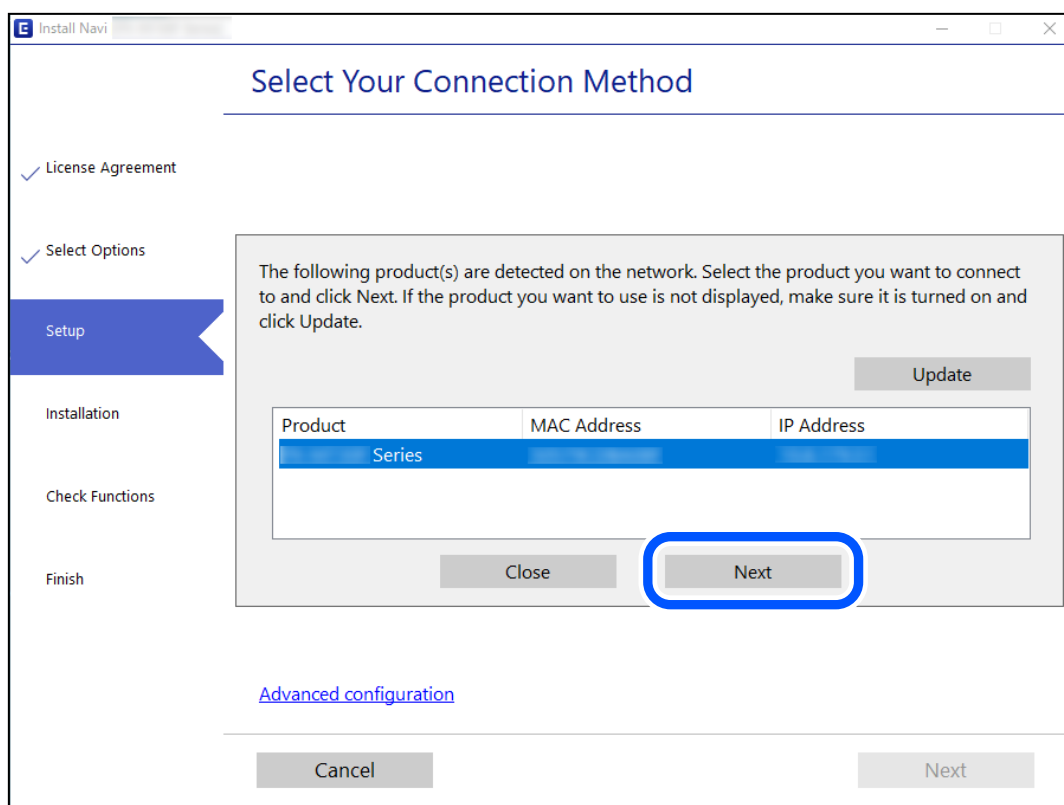 E Install Navi
Select Your Connection Method
License Agreement
Select Options
Setup
Installation
Check Functions
Finish
The following product(s) are detected on the network. Select the product you want to connect
to and click Next. If the product you want to use is not displayed, make sure it is turned on and
click Update.
Update
Product MAC Address IP Address
Series
Close Next
Advanced configuration
Cancel Next